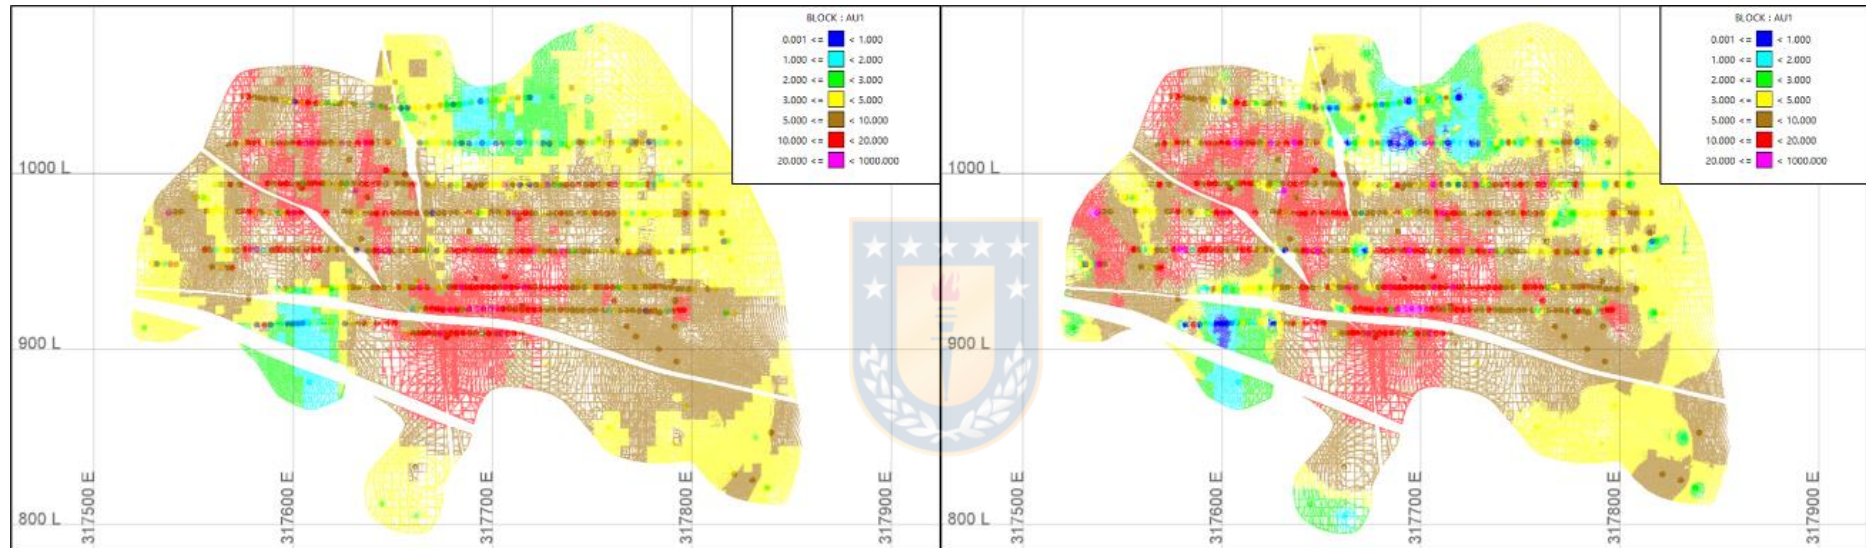 BLOCK : AU1
0.001 <= < 1.000
1.000 <= < 2.000
2.000 <= < 3.000
3.000 <= < 5.000
5.000 <= < 10.000
10.000 <= < 20.000
20.000 <= < 1000.000
1000 L
900 L
800 L
317500 E
317600 E
317700 E
317800 E
317900 E
BLOCK : AU1
0.001 <= < 1.000
1.000 <= < 2.000
2.000 <= < 3.000
3.000 <= < 5.000
5.000 <= < 10.000
10.000 <= < 20.000
20.000 <= < 1000.000
1000 L
900 L
800 L
317500 E
317600 E
317700 E
317800 E
317900 E